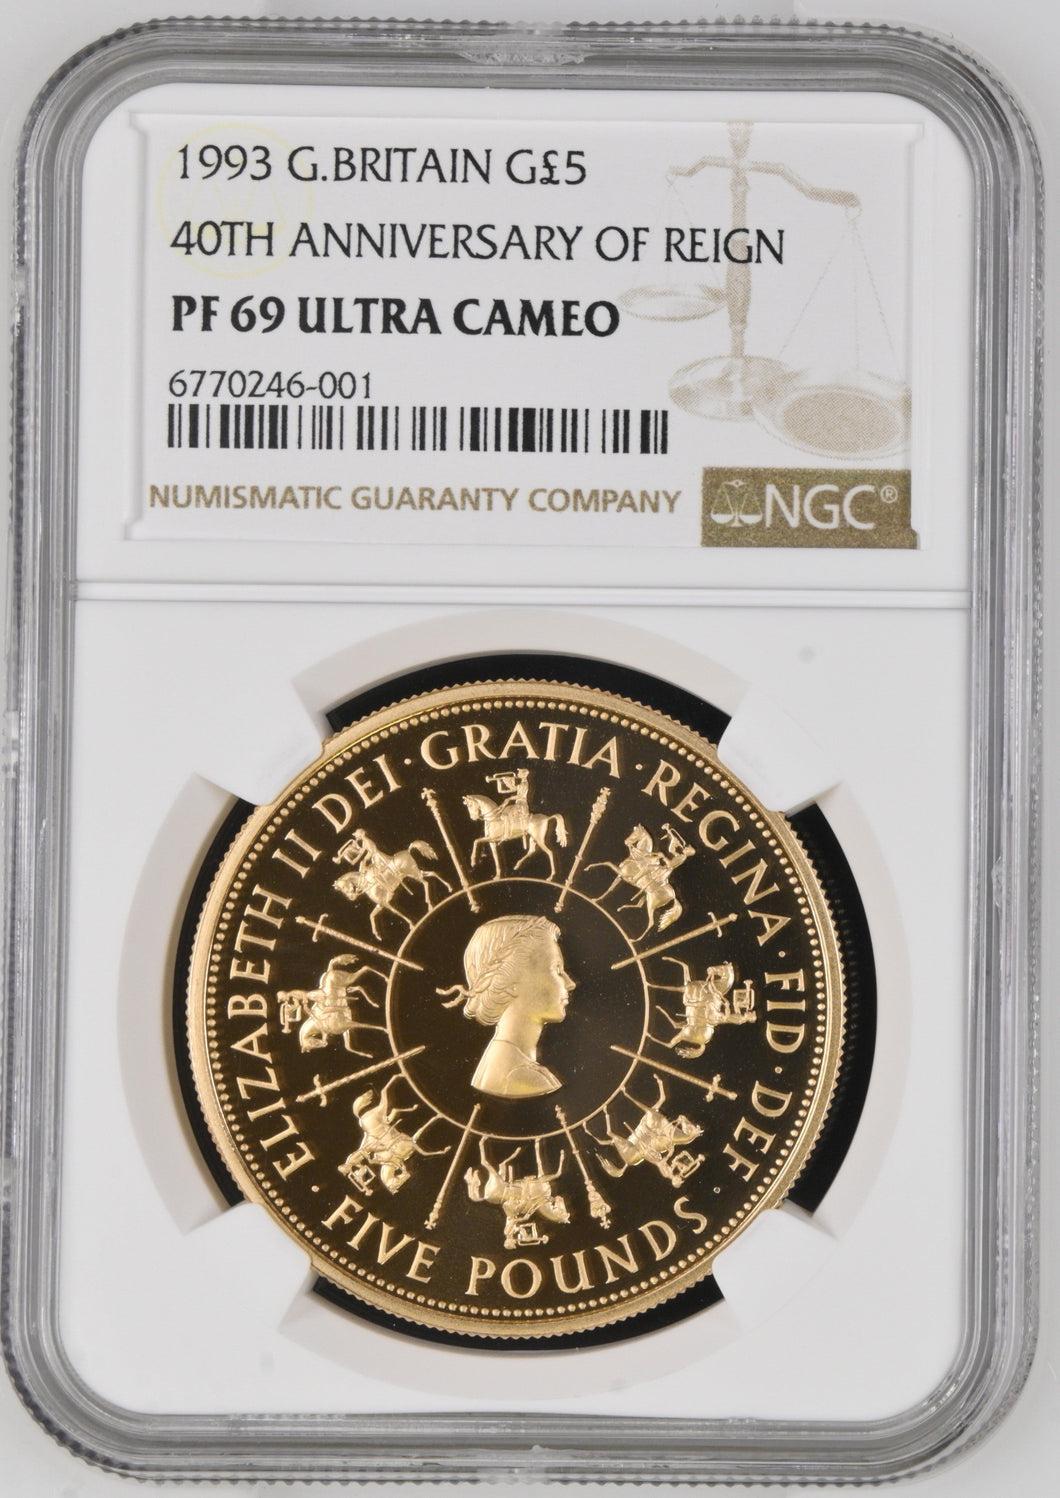 1993 G.BRITAIN G£5
40TH ANNIVERSARY OF REIGN
PF 69 ULTRA CAMEO
6770246-001
NUMISMATIC GUARANTY COMPANY
NGC®
ELIZABETH II DEI · GRATIA · REGINA · FID · DEF ·
FIVE POUNDS ·